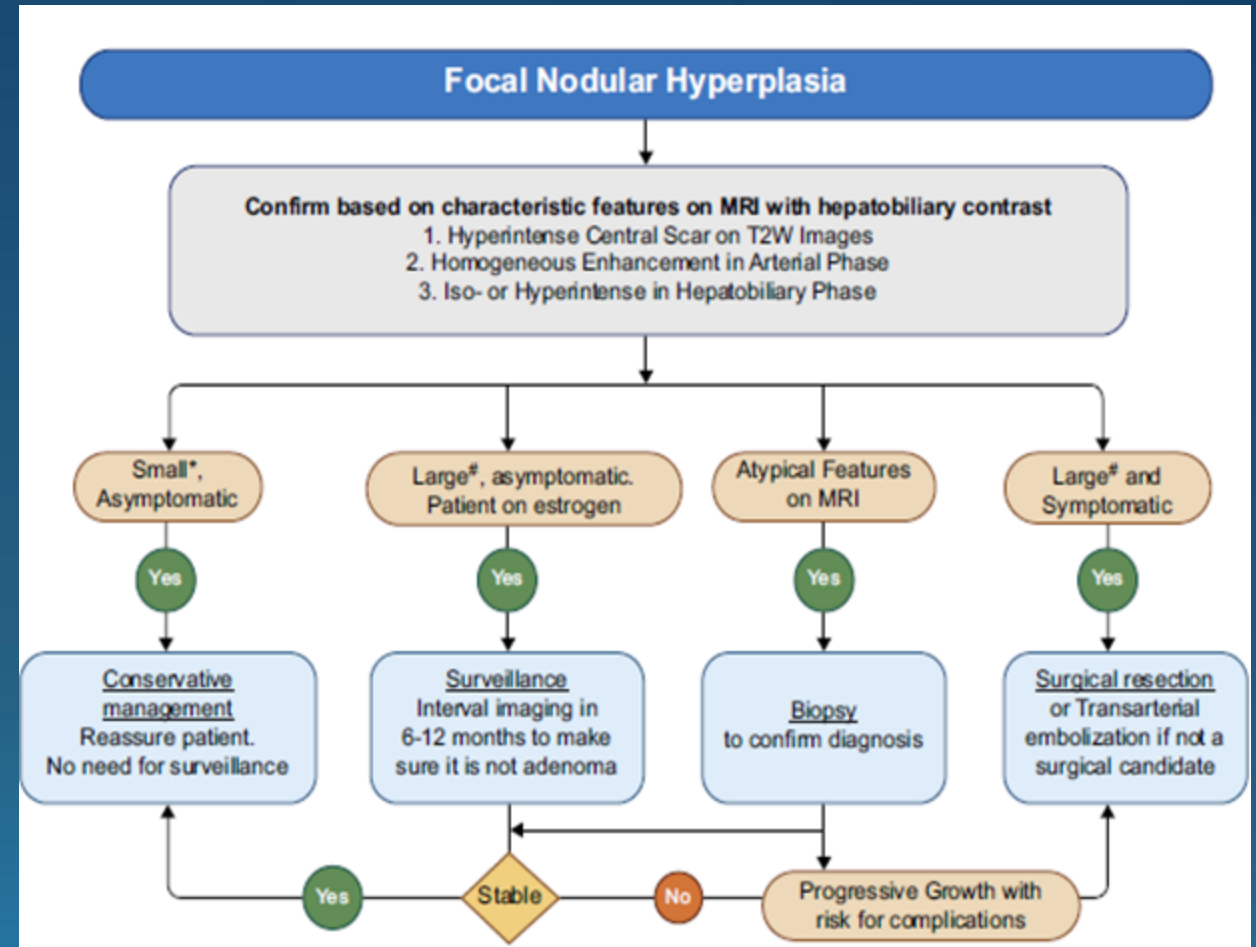 Focal Nodular Hyperplasia
Confirm based on characteristic features on MRI with hepatobiliary contrast
1. Hyperintense Central Scar on T2W Images
2. Homogeneous Enhancement in Arterial Phase
3. Iso- or Hyperintense in Hepatobiliary Phase
Small*,
Asymptomatic
Large#, asymptomatic.
Patient on estrogen
Atypical Features
on MRI
Large# and
Symptomatic
Yes
Yes
Yes
Yes
Conservative
management
Reassure patient.
No need for surveillance
Surveillance
Interval imaging in
6-12 months to make
sure it is not adenoma
Biopsy
to confirm diagnosis
Surgical resection
or Transarterial
embolization if not a
surgical candidate
Yes
Stable
No
Progressive Growth with
risk for complications